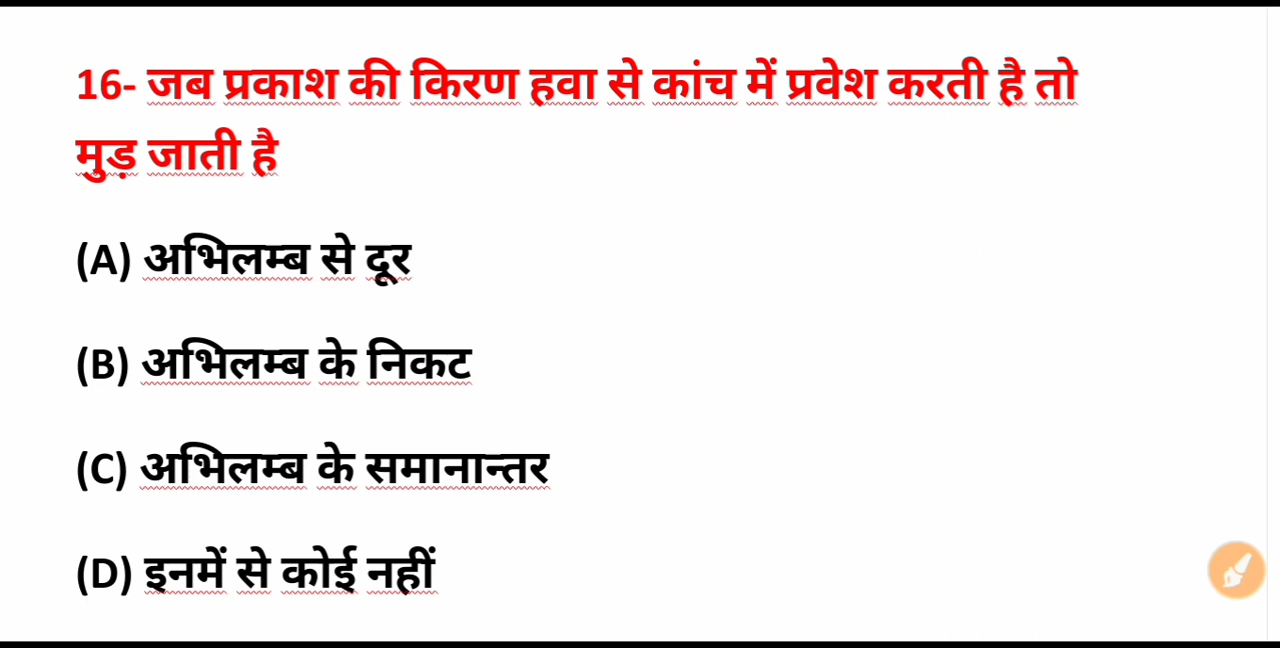 16- जब प्रकाश की किरण हवा से कांच में प्रवेश करती है तो
मुड़ जाती है
(A) अभिलम्ब से दूर
(B) अभिलम्ब के निकट
(C) अभिलम्ब के समानान्तर
(D) इनमें से कोई नहीं